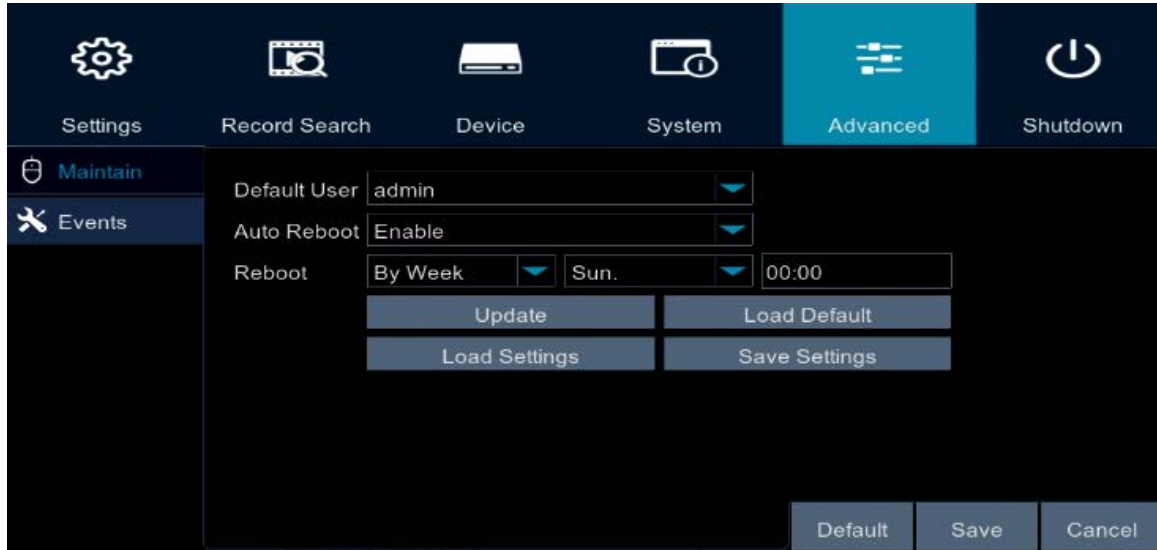 Settings Record Search Device System Advanced Shutdown
Maintain
Events
Default User admin
Auto Reboot Enable
Reboot By Week Sun. 00:00
Update Load Default
Load Settings Save Settings
Default Save Cancel